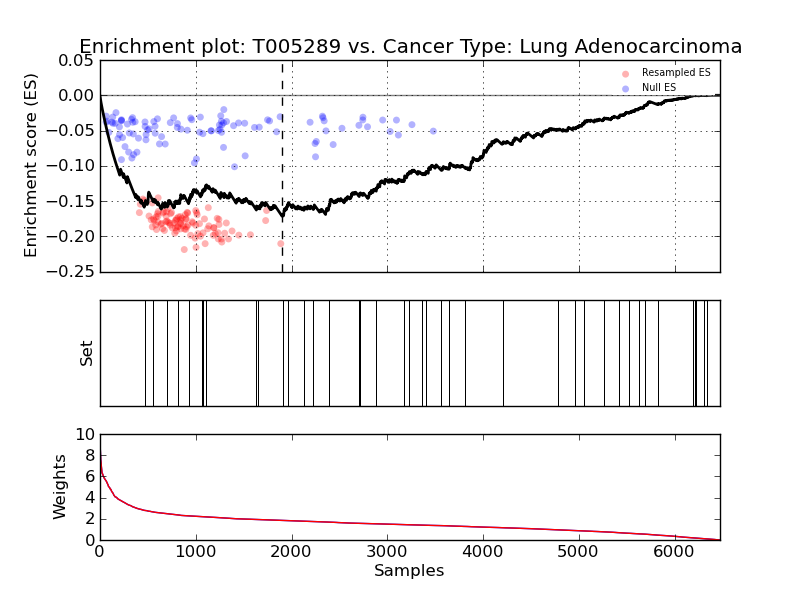 Enrichment plot: T005289 vs. Cancer Type: Lung Adenocarcinoma
Enrichment score (ES)
0.05
0.00
−0.05
−0.10
−0.15
−0.20
−0.25
Resampled ES
Null ES
Set
Weights
10
8
6
4
2
0
0 1000 2000 3000 4000 5000 6000
Samples